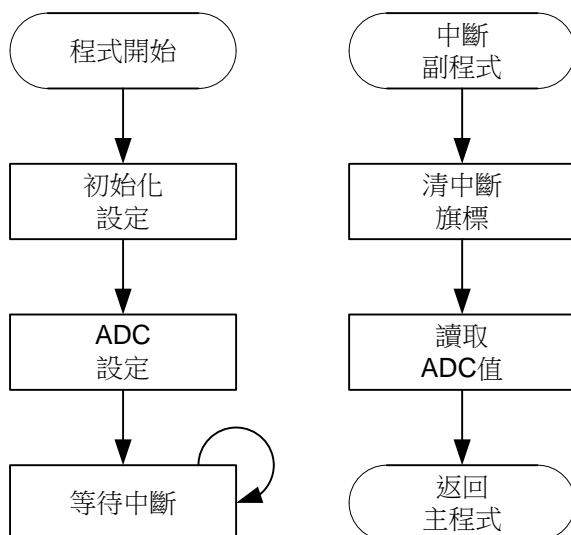 程式開始
初始化
設定
ADC
設定
等待中斷
中斷
副程式
清中斷
旗標
讀取
ADC值
返回
主程式